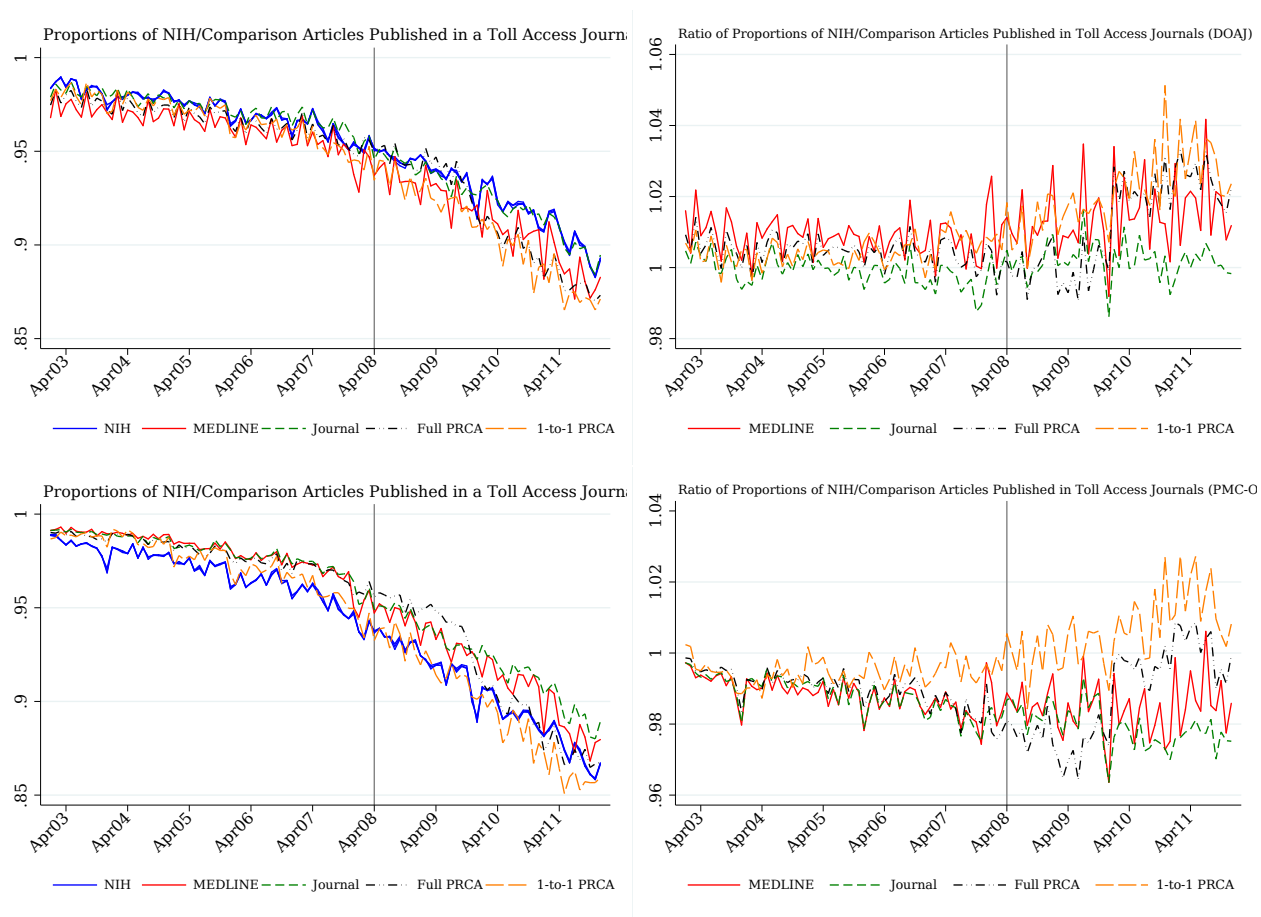 Proportions of NIH/Comparison Articles Published in a Toll Access Journ
1
.95
.9
.85
Apr03
Apr04
Apr05
Apr06
Apr07
Apr08
Apr09
Apr10
Apr11
NIH MEDLINE Journal Full PRCA 1-to-1 PRCA
Ratio of Proportions of NIH/Comparison Articles Published in Toll Access Journals (DOAJ)
1.06
1.04
1.02
1
.98
Apr03
Apr04
Apr05
Apr06
Apr07
Apr08
Apr09
Apr10
Apr11
MEDLINE Journal Full PRCA 1-to-1 PRCA
Proportions of NIH/Comparison Articles Published in a Toll Access Journ
1
.95
.9
.85
Apr03
Apr04
Apr05
Apr06
Apr07
Apr08
Apr09
Apr10
Apr11
NIH MEDLINE Journal Full PRCA 1-to-1 PRCA
Ratio of Proportions of NIH/Comparison Articles Published in Toll Access Journals (PMC-O
1.04
1.02
1
.98
.96
Apr03
Apr04
Apr05
Apr06
Apr07
Apr08
Apr09
Apr10
Apr11
MEDLINE Journal Full PRCA 1-to-1 PRCA